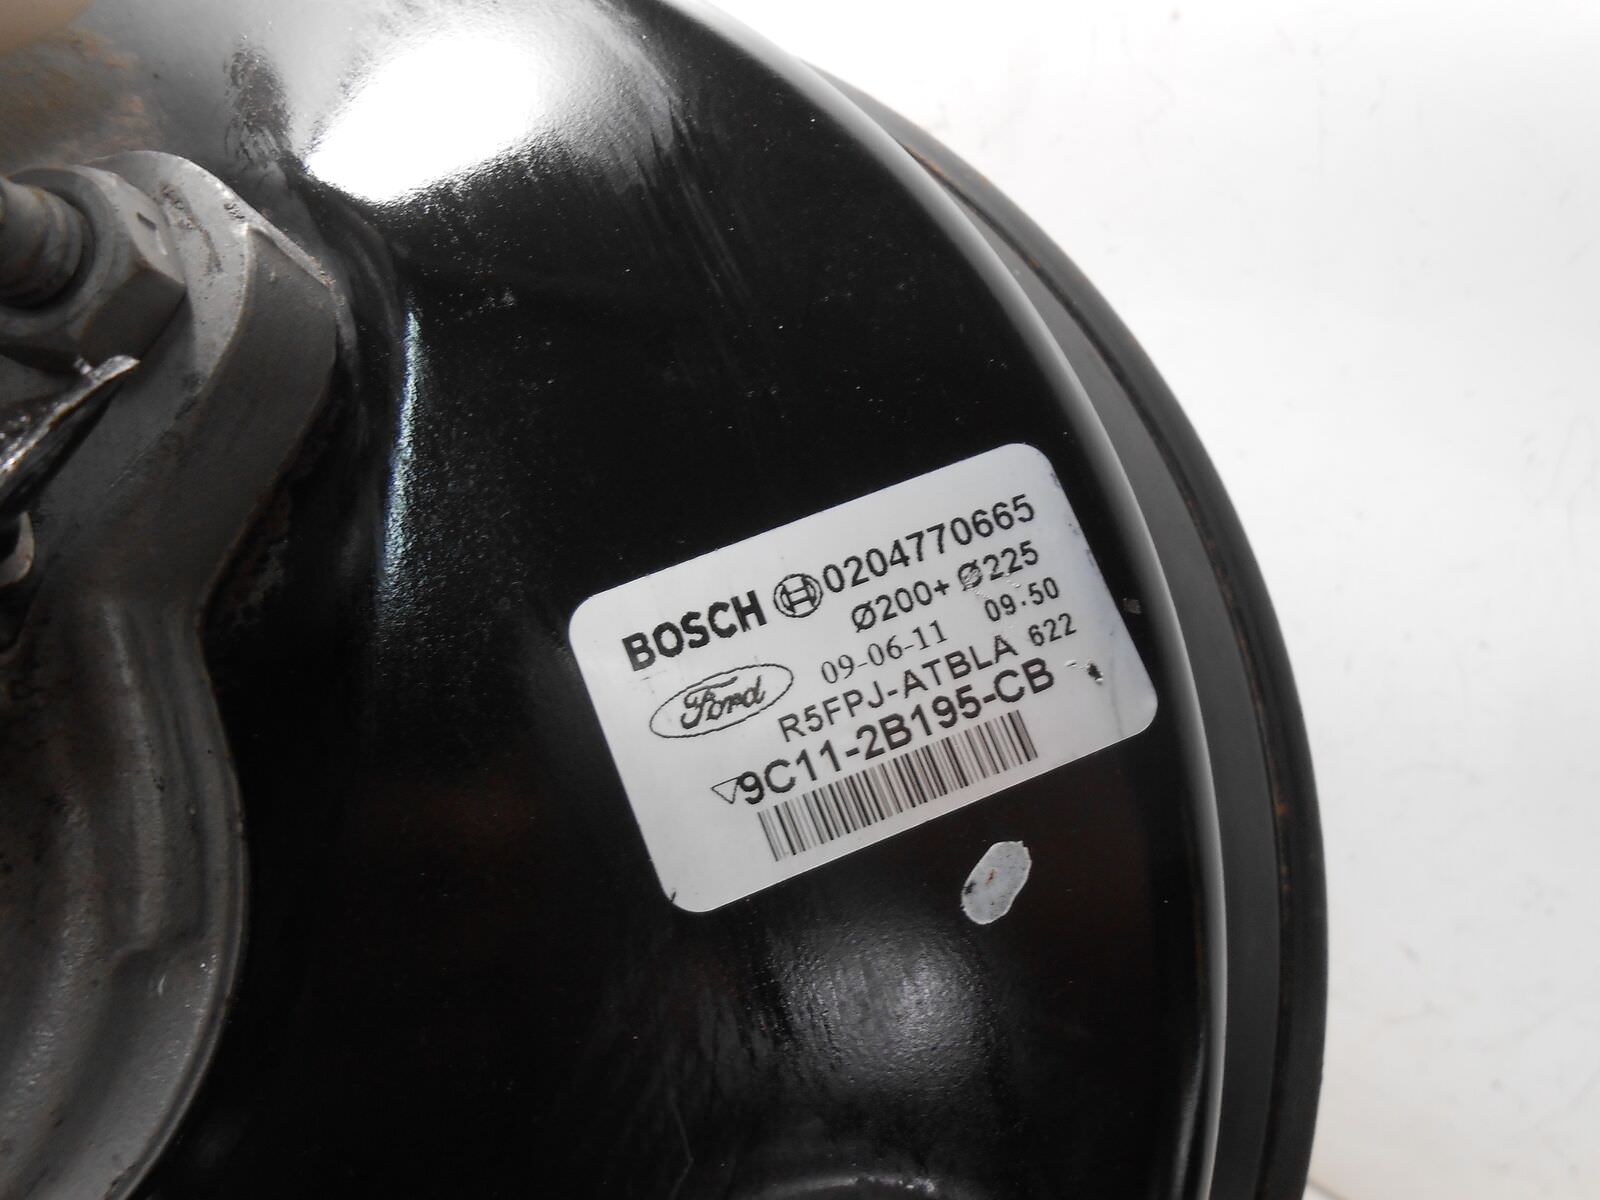 BOSCH 0204770665
Ø200+ Ø225
09-06-11 09.50
Ford
R5FPJ-ATBLA 622
9C11-2B195-CB